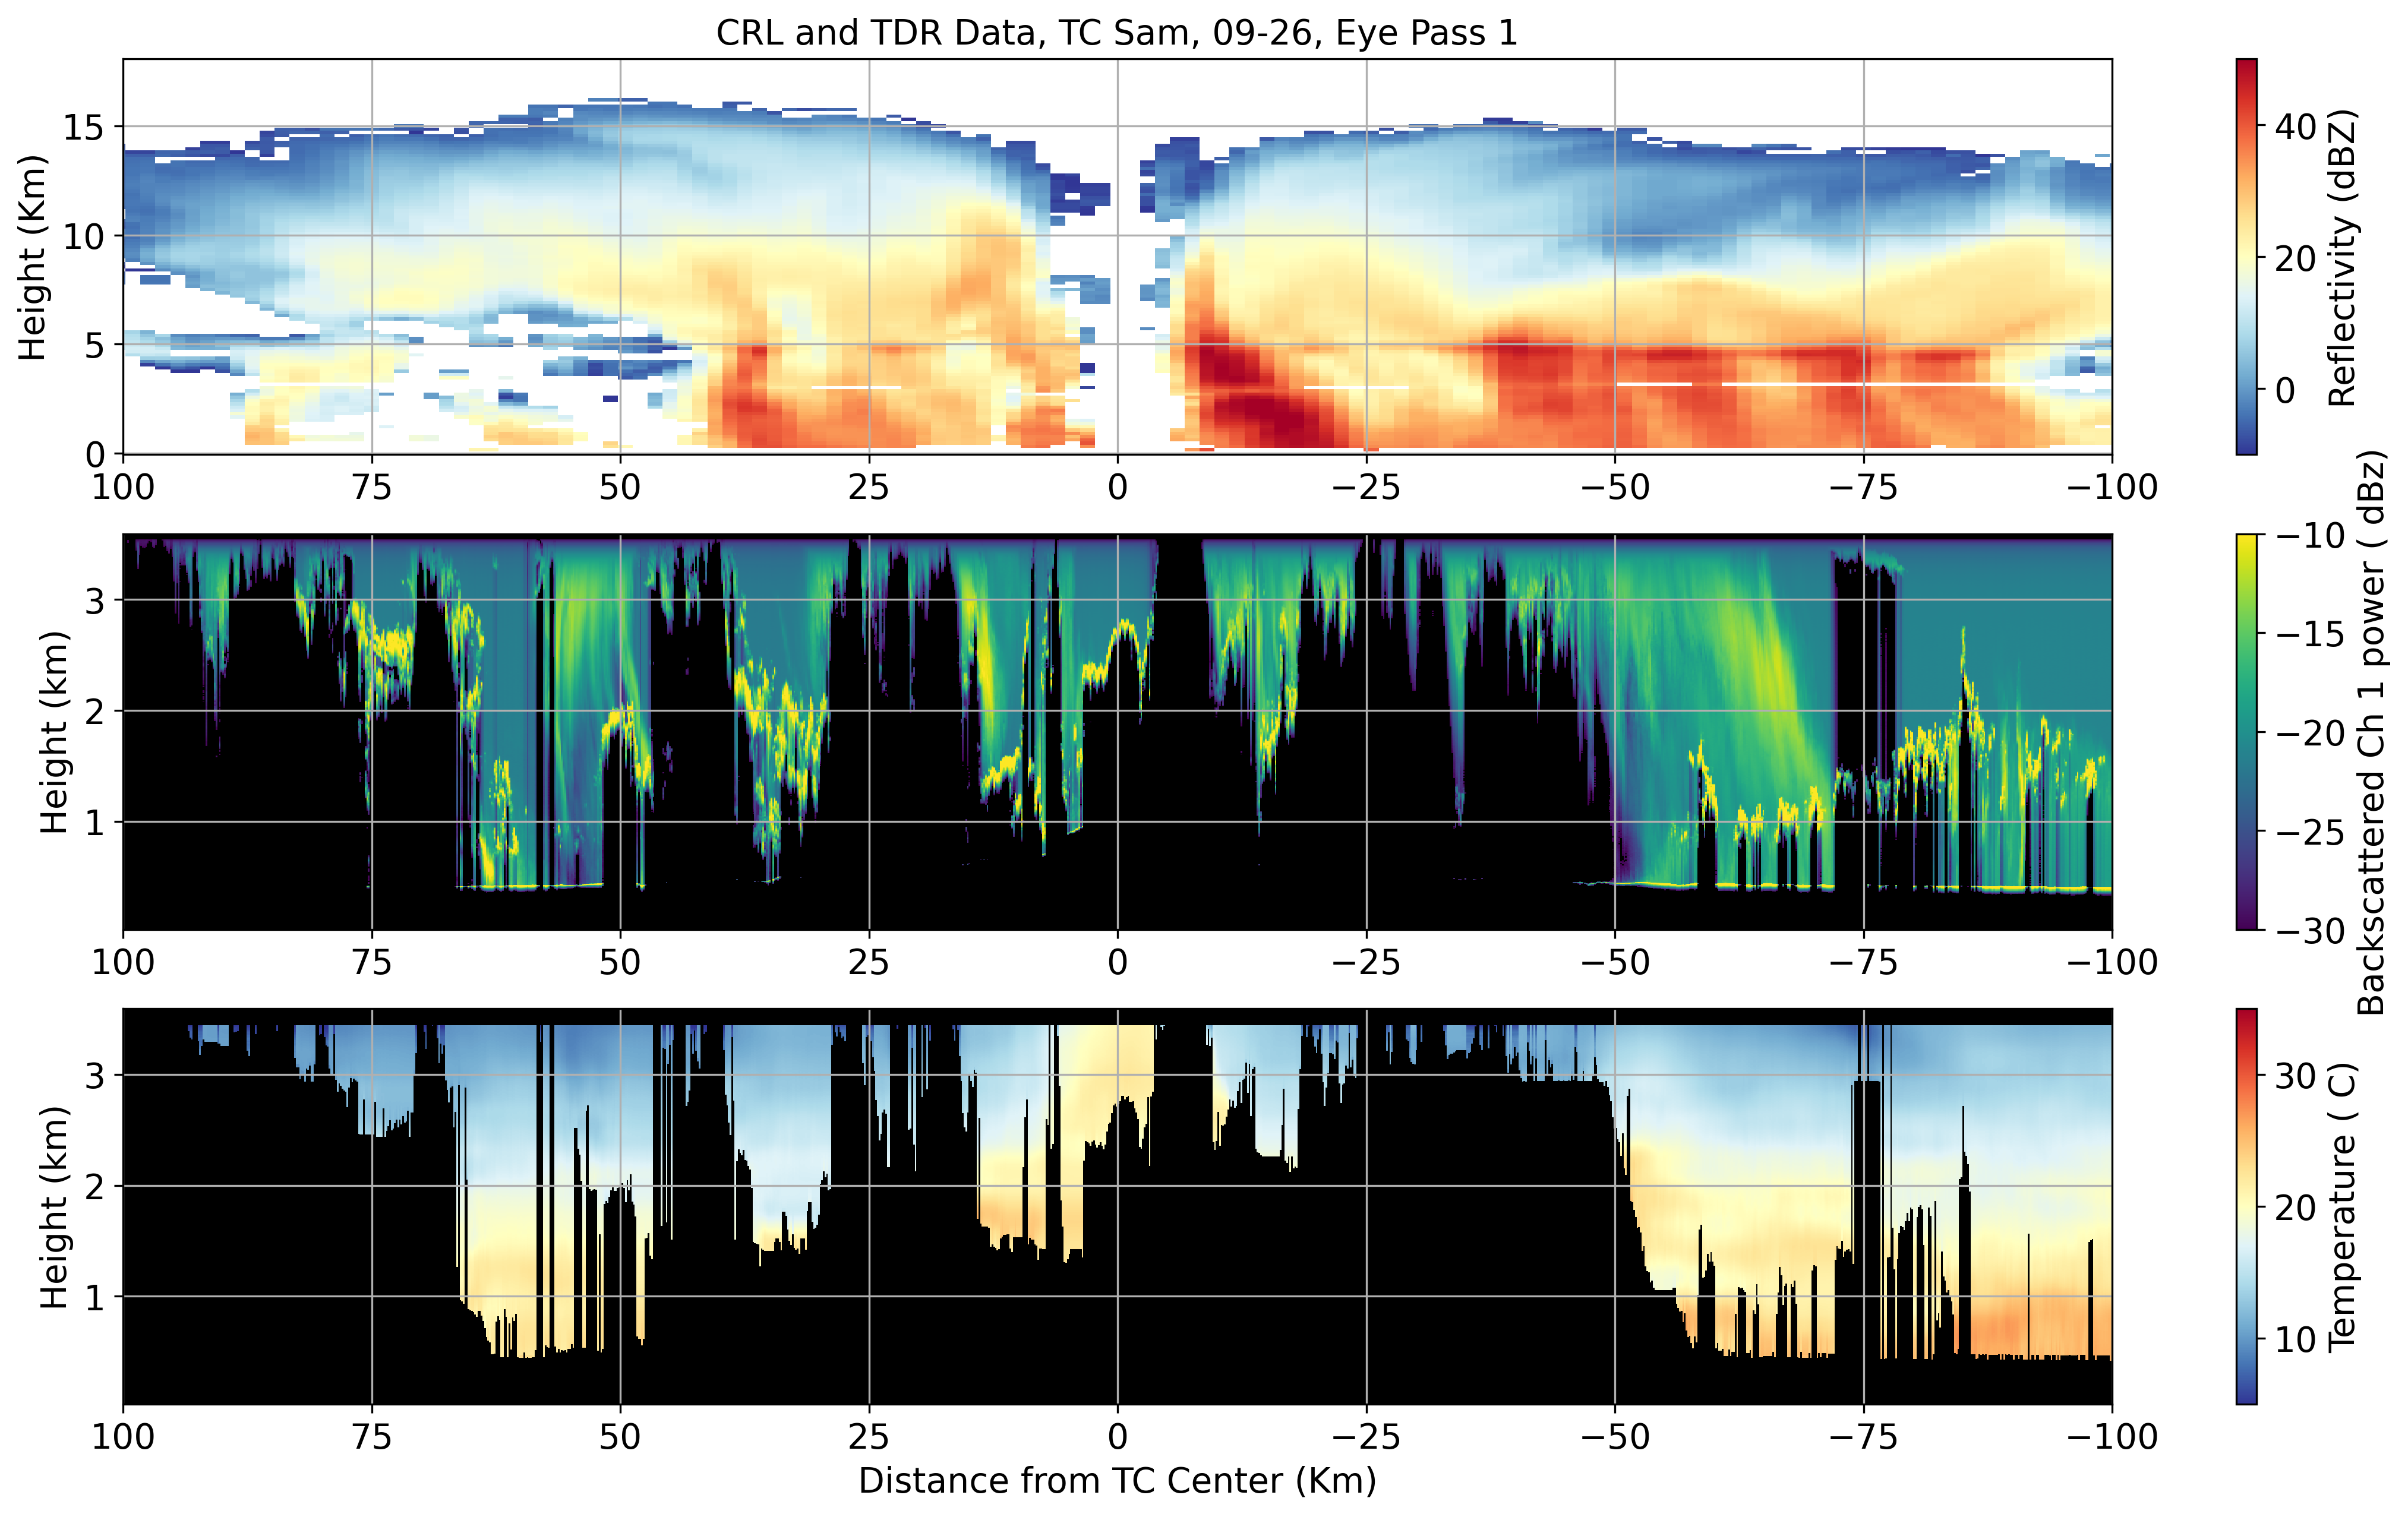 CRL and TDR Data, TC Sam, 09-26, Eye Pass 1
Height (Km)
15
10
5
0
100 75 50 25 0 −25 −50 −75 −100
40
20
0
Reflectivity (dBZ)
Height (km)
3
2
1
100 75 50 25 0 −25 −50 −75 −100
−10
−15
−20
−25
−30
Backscattered Ch 1 power ( dBz)
Height (km)
3
2
1
100 75 50 25 0 −25 −50 −75 −100
Distance from TC Center (Km)
30
20
10
Temperature ( C)